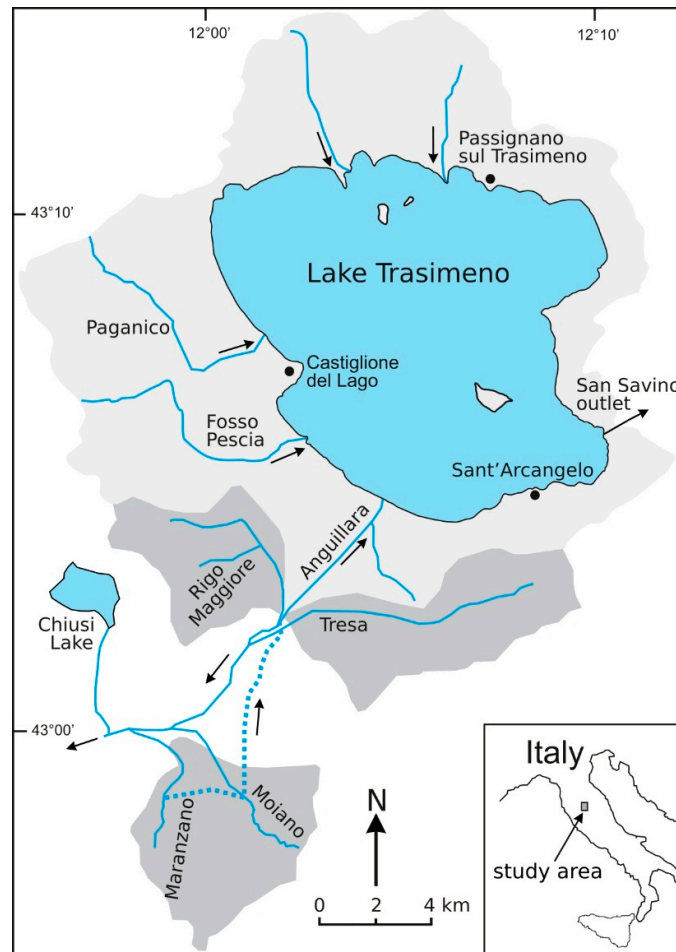 12°00′
12°10′
Passignano
sul Trasimeno
43°10′
Lake Trasimeno
Paganico
Castiglione
del Lago
San Savino
outlet
Fosso
Pescia
Sant’Arcangelo
Anguillara
Rigo
Maggiore
Chiusi
Lake
Tresa
43°00′
Italy
study area
Moiano
Maranzano
N
0 2 4 km